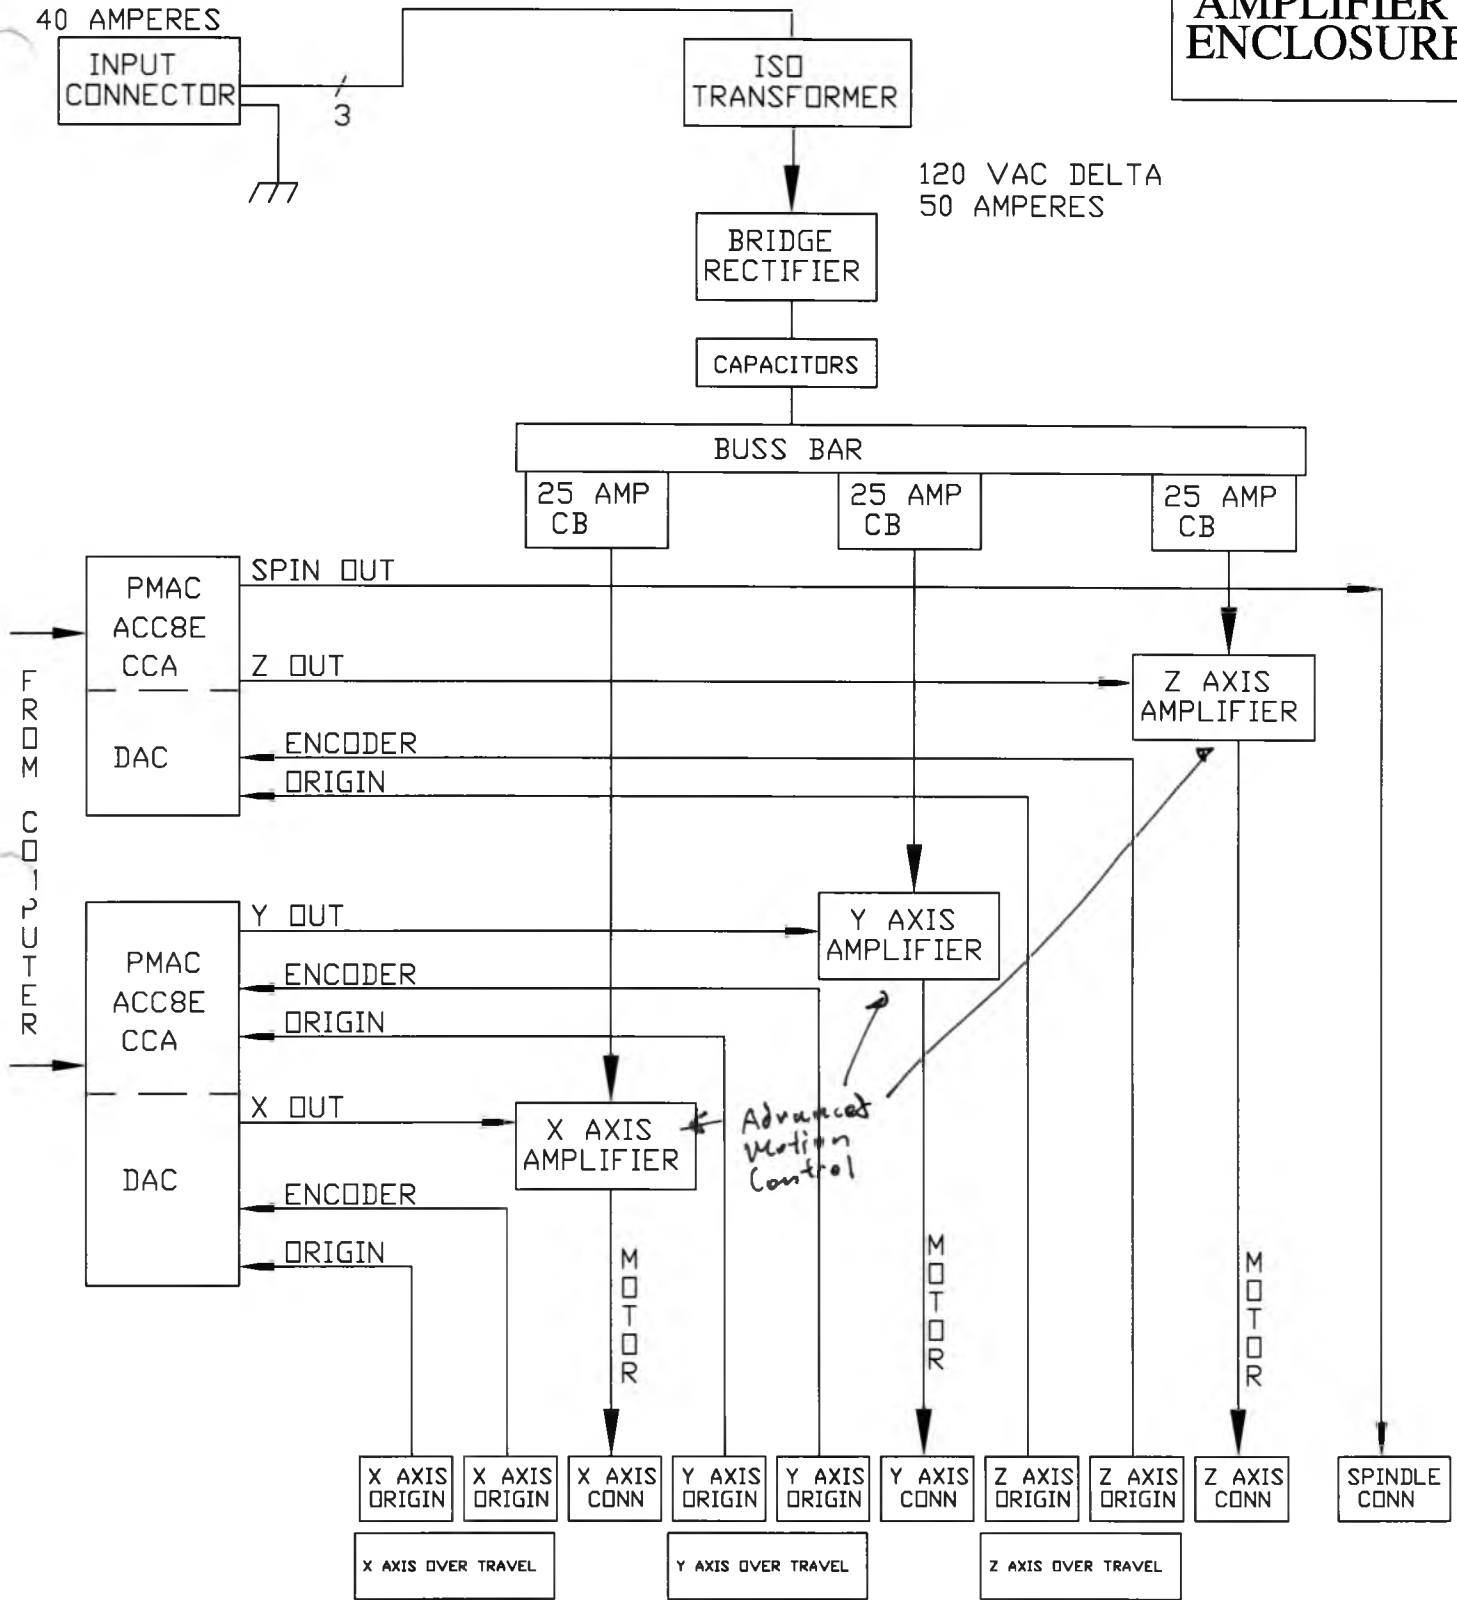 40 AMPERES
INPUT
CONNECTOR
3
ISO
TRANSFORMER
AMPLIFIER
ENCLOSURE
120 VAC DELTA
50 AMPERES
BRIDGE
RECTIFIER
CAPACITORS
BUSS BAR
25 AMP
CB
25 AMP
CB
25 AMP
CB
FROM COMPUTER
PMAC
ACC8E
CCA
DAC
SPIN OUT
Z OUT
ENCODER
ORIGIN
Z AXIS
AMPLIFIER
PMAC
ACC8E
CCA
DAC
Y OUT
ENCODER
ORIGIN
X OUT
ENCODER
ORIGIN
Y AXIS
AMPLIFIER
X AXIS
AMPLIFIER
Advanced
Motion
Control
MOTOR
MOTOR
MOTOR
X AXIS
ORIGIN
X AXIS
ORIGIN
X AXIS
CONN
Y AXIS
ORIGIN
Y AXIS
ORIGIN
Y AXIS
CONN
Z AXIS
ORIGIN
Z AXIS
ORIGIN
Z AXIS
CONN
SPINDLE
CONN
X AXIS OVER TRAVEL
Y AXIS OVER TRAVEL
Z AXIS OVER TRAVEL